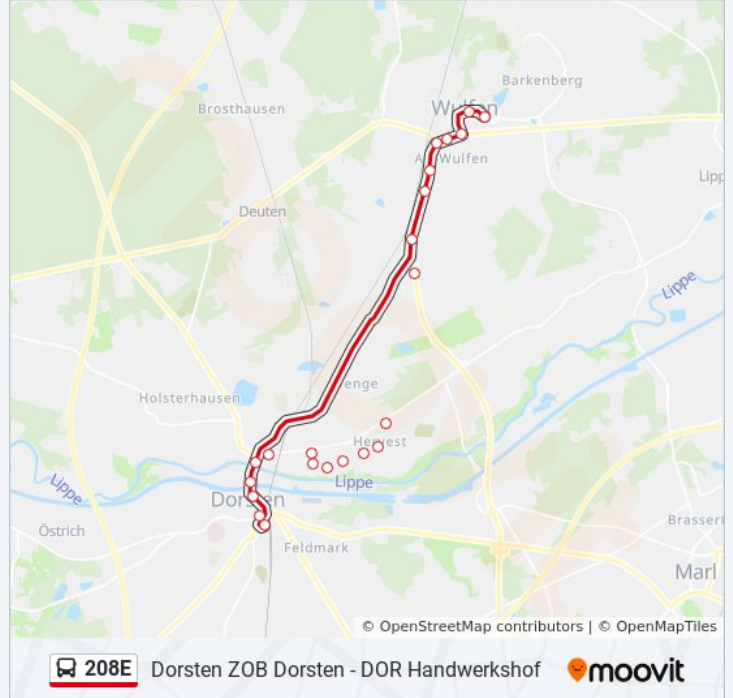 Barkenberg
Wulfen
Brosthausen
Alt Wulfen
Lipp
Deuten
Lippe
Holsterhausen
enge
Hervest
Lippe
Lippe
Dorsten
Östrich
Feldmark
Brassert
Marl
© OpenStreetMap contributors | © OpenMapTiles
208E Dorsten ZOB Dorsten - DOR Handwerkshof moovit